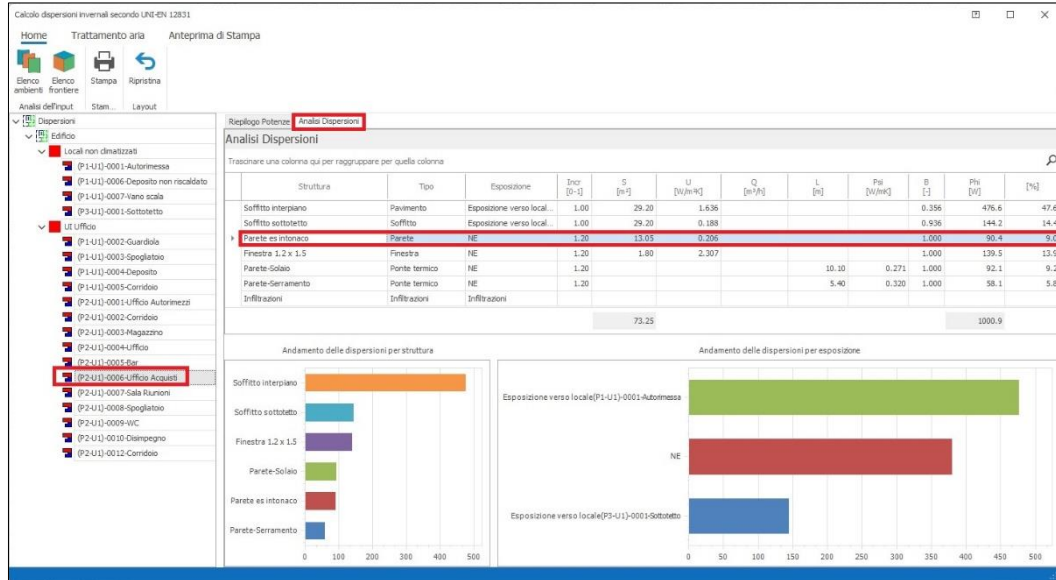 Calcolo dispersioni invernali secondo UNI-EN 12831
Home Trattamento aria Anteprima di Stampa
Elenco ambienti Elenco frontiere Stampa Ripristina
Analisi dell'input Stam... Layout
Dispersioni
Edificio
Locali non climatizzati
(P1-U1)-0001-Autorimessa
(P1-U1)-0006-Deposito non riscaldato
(P1-U1)-0007-Vano scala
(P3-U1)-0001-Sottotetto
UI Ufficio
(P1-U1)-0002-Guardiola
(P1-U1)-0003-Spogliatoio
(P1-U1)-0004-Deposito
(P1-U1)-0005-Corridoio
(P2-U1)-0001-Ufficio Autorimezzi
(P2-U1)-0002-Corridoio
(P2-U1)-0003-Magazzino
(P2-U1)-0004-Ufficio
(P2-U1)-0005-Bar
(P2-U1)-0006-Ufficio Acquisti
(P2-U1)-0007-Sala Riunioni
(P2-U1)-0008-Spogliatoio
(P2-U1)-0009-WC
(P2-U1)-0010-Disimpegno
(P2-U1)-0012-Corridoio
Riepilogo Potenze Analisi Dispersioni
Analisi Dispersioni
Trascinare una colonna qui per raggruppare per quella colonna
Struttura Tipo Esposizione Incr [0-1] S [m²] U [W/m²K] Q [m³/h] L [m] Psi [W/mK] B [-] Phi [W] [%]
Soffitto interpiano Pavimento Esposizione verso local... 1.00 29.20 1.636 0.356 476.6 47.6
Soffitto sottotetto Soffitto Esposizione verso local... 1.00 29.20 0.188 0.936 144.2 14.4
Parete es intonaco Parete NE 1.20 13.05 0.206 1.000 90.4 9.0
Finestra 1.2 x 1.5 Finestra NE 1.20 1.80 2.307 1.000 139.5 13.9
Parete-Solaio Ponte termico NE 1.20 10.10 0.271 1.000 92.1 9.2
Parete-Serramento Ponte termico NE 1.20 5.40 0.320 1.000 58.1 5.8
Infiltrazioni Infiltrazioni Infiltrazioni
73.25 1000.9
Andamento delle dispersioni per struttura
Soffitto interpiano
Soffitto sottotetto
Finestra 1.2 x 1.5
Parete-Solaio
Parete es intonaco
Parete-Serramento
0 100 200 300 400 500
Andamento delle dispersioni per esposizione
Esposizione verso locale(P1-U1)-0001-Autorimessa
NE
Esposizione verso locale(P3-U1)-0001-Sottotetto
0 50 100 150 200 250 300 350 400 450 500